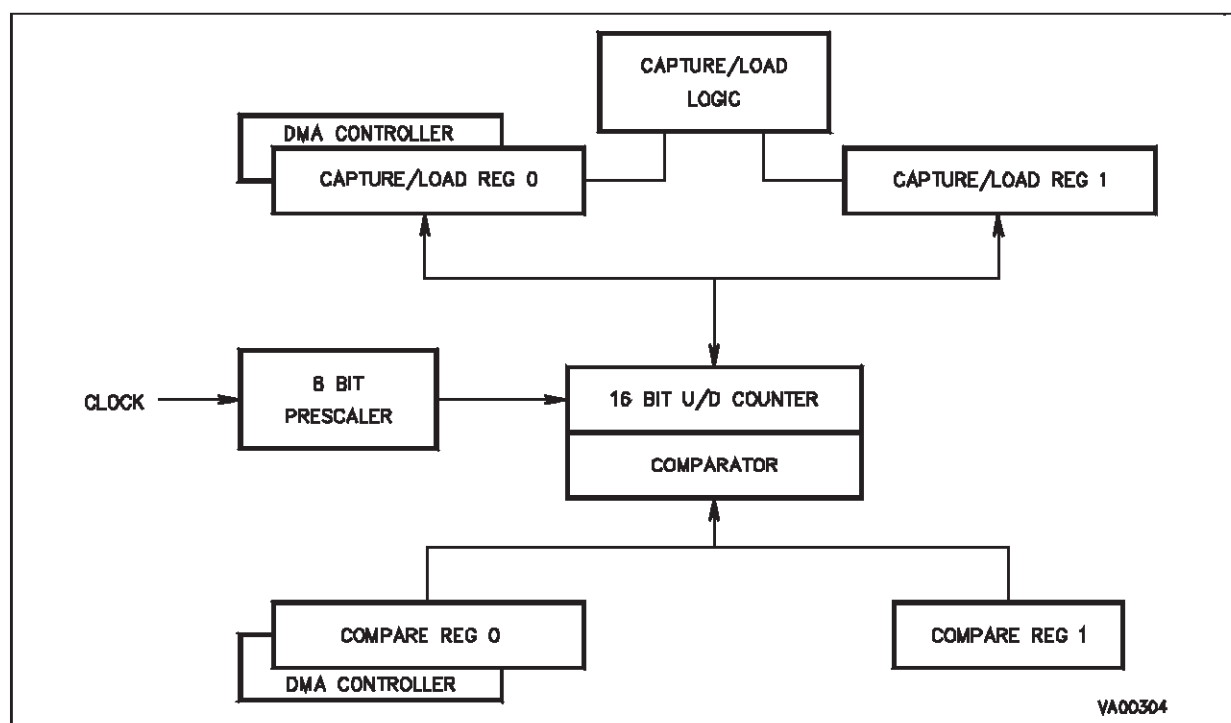 CAPTURE/LOAD
LOGIC
DMA CONTROLLER
CAPTURE/LOAD REG 0
CAPTURE/LOAD REG 1
CLOCK
8 BIT
PRESCALER
16 BIT U/D COUNTER
COMPARATOR
COMPARE REG 0
COMPARE REG 1
DMA CONTROLLER
VA00304